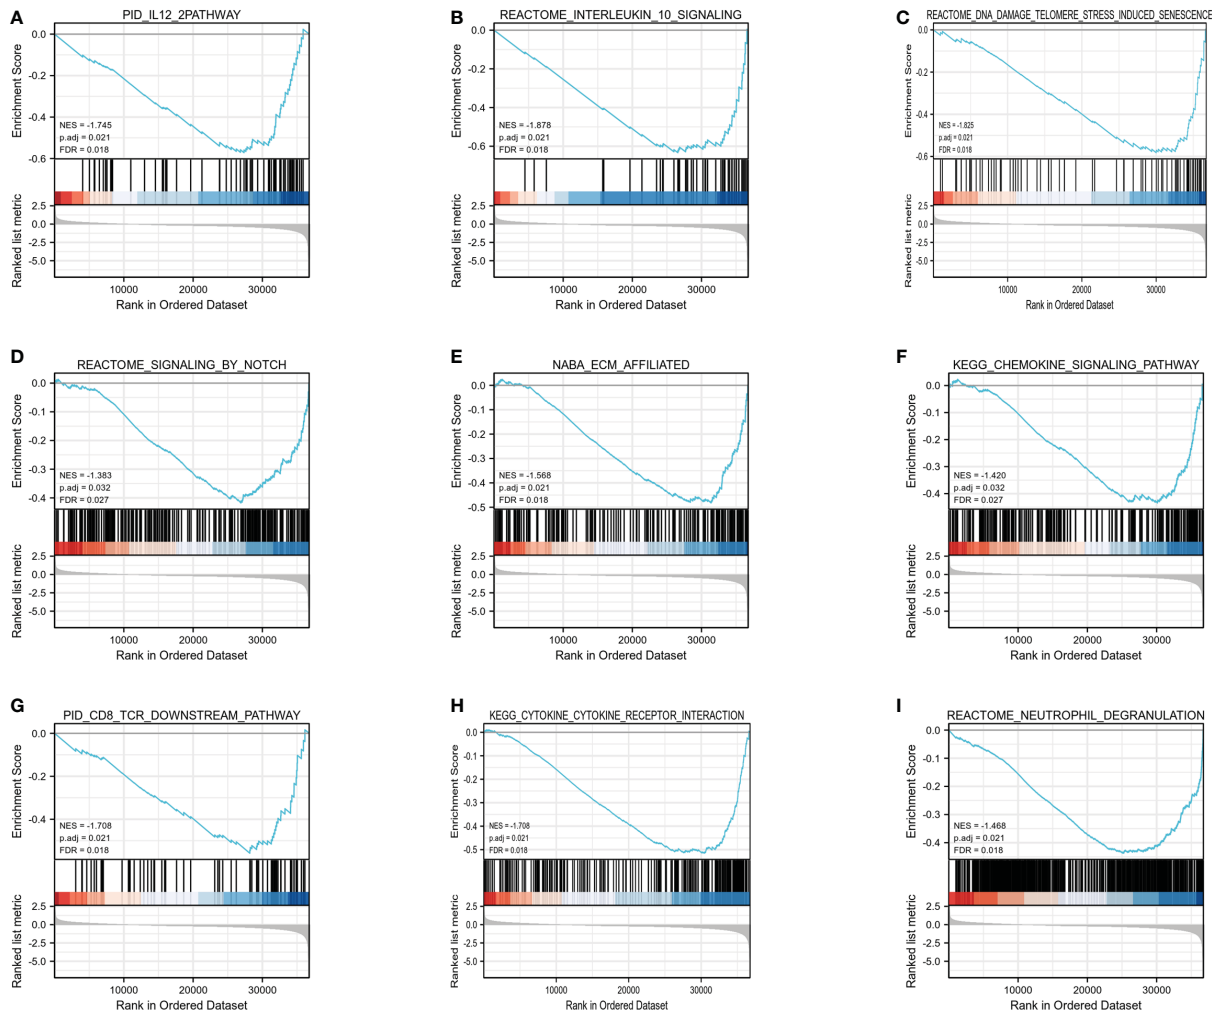 A
PID_IL12_2PATHWAY
Enrichment Score
0.0
-0.2
-0.4
-0.6
NES = -1.745
p.adj = 0.021
FDR = 0.018
Ranked list metric
2.5
0.0
-2.5
-5.0
10000 20000 30000
Rank in Ordered Dataset
B
REACTOME_INTERLEUKIN_10_SIGNALING
Enrichment Score
0.0
-0.2
-0.4
-0.6
NES = -1.878
p.adj = 0.021
FDR = 0.018
Ranked list metric
2.5
0.0
-2.5
-5.0
10000 20000 30000
Rank in Ordered Dataset
C
REACTOME_DNA_DAMAGE_TELOMERE_STRESS_INDUCED_SENESCENCE
Enrichment Score
0.0
-0.2
-0.4
-0.6
NES = -1.825
p.adj = 0.021
FDR = 0.018
Ranked list metric
2.5
0.0
-2.5
-5.0
10000 20000 30000
Rank in Ordered Dataset
D
REACTOME_SIGNALING_BY_NOTCH
Enrichment Score
0.0
-0.1
-0.2
-0.3
-0.4
NES = -1.383
p.adj = 0.032
FDR = 0.027
Ranked list metric
2.5
0.0
-2.5
-5.0
10000 20000 30000
Rank in Ordered Dataset
E
NABA_ECM_AFFILIATED
Enrichment Score
0.0
-0.1
-0.2
-0.3
-0.4
-0.5
NES = -1.568
p.adj = 0.021
FDR = 0.018
Ranked list metric
2.5
0.0
-2.5
-5.0
10000 20000 30000
Rank in Ordered Dataset
F
KEGG_CHEMOKINE_SIGNALING_PATHWAY
Enrichment Score
0.0
-0.1
-0.2
-0.3
-0.4
NES = -1.420
p.adj = 0.032
FDR = 0.027
Ranked list metric
2.5
0.0
-2.5
-5.0
10000 20000 30000
Rank in Ordered Dataset
G
PID_CD8_TCR_DOWNSTREAM_PATHWAY
Enrichment Score
0.0
-0.2
-0.4
NES = -1.708
p.adj = 0.021
FDR = 0.018
Ranked list metric
2.5
0.0
-2.5
-5.0
10000 20000 30000
Rank in Ordered Dataset
H
KEGG_CYTOKINE_CYTOKINE_RECEPTOR_INTERACTION
Enrichment Score
0.0
-0.1
-0.2
-0.3
-0.4
-0.5
NES = -1.708
p.adj = 0.021
FDR = 0.018
Ranked list metric
2.5
0.0
-2.5
-5.0
10000 20000 30000
Rank in Ordered Dataset
I
REACTOME_NEUTROPHIL_DEGRANULATION
Enrichment Score
0.0
-0.1
-0.2
-0.3
-0.4
NES = -1.468
p.adj = 0.021
FDR = 0.018
Ranked list metric
2.5
0.0
-2.5
-5.0
10000 20000 30000
Rank in Ordered Dataset